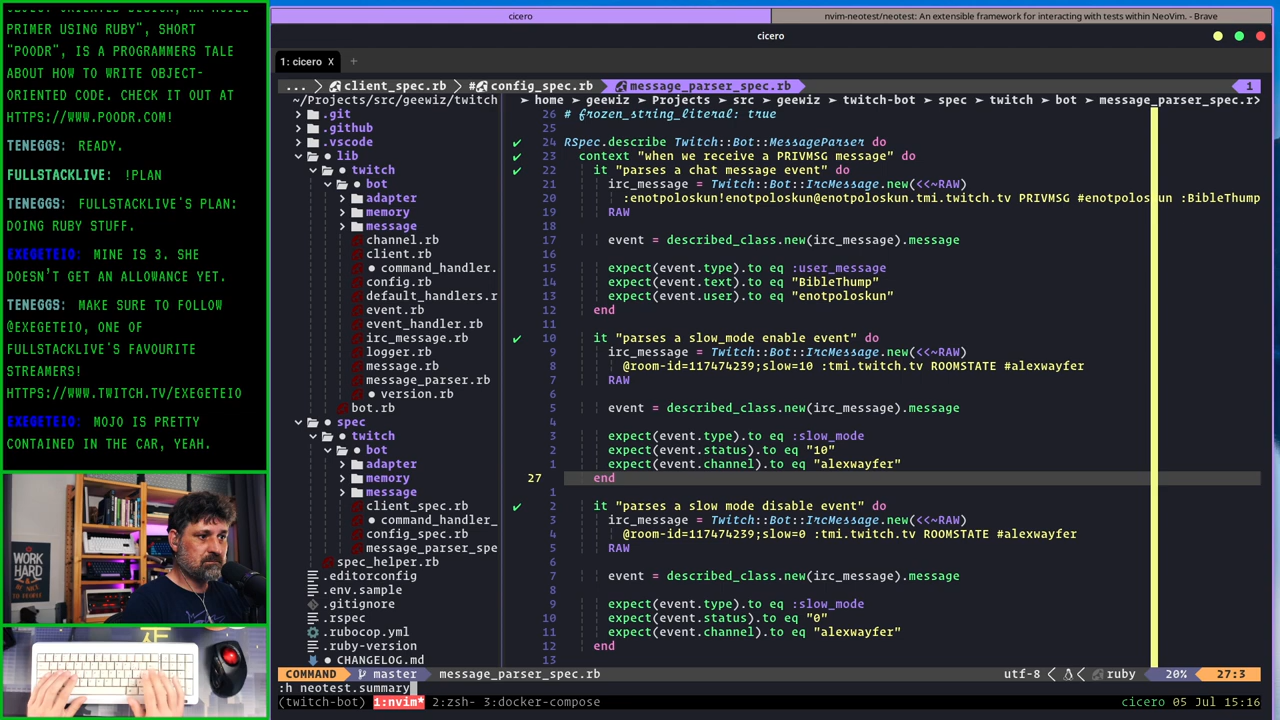 PRIMER USING RUBY", SHORT
"POODR", IS A PROGRAMMERS TALE
ABOUT HOW TO WRITE OBJECT-
ORIENTED CODE. CHECK IT OUT AT
HTTPS://WWW.POODR.COM!
TENEGGS: READY.
FULLSTACKLIVE: !PLAN
TENEGGS: FULLSTACKLIVE'S PLAN:
DOING RUBY STUFF.
EXEGETEIO: MINE IS 3. SHE
DOESN'T GET AN ALLOWANCE YET.
TENEGGS: MAKE SURE TO FOLLOW
@EXEGETEIO, ONE OF
FULLSTACKLIVE'S FAVOURITE
STREAMERS!
HTTPS://WWW.TWITCH.TV/EXEGETEIO
EXEGETEIO: MOJO IS PRETTY
CONTAINED IN THE CAR, YEAH.
WORK
HARD
cicero
nvim-neotest/neotest: An extensible framework for interacting with tests within NeoVim. - Brave
cicero
1: cicero X +
... client_spec.rb #config_spec.rb message_parser_spec.rb 1
~/Projects/src/geewiz/twitch
.git
.github
.vscode
lib
twitch
bot
adapter
memory
message
channel.rb
client.rb
command_handler.
config.rb
default_handlers.r
event.rb
event_handler.rb
irc_message.rb
logger.rb
message.rb
message_parser.rb
version.rb
bot.rb
spec
twitch
bot
adapter
memory
message
client_spec.rb
command_handler_
config_spec.rb
message_parser_spe
spec_helper.rb
.editorconfig
.env.sample
.gitignore
.rspec
.rubocop.yml
.ruby-version
CHANGELOG.md
► home ► geewiz ► Projects ► src ► geewiz ► twitch-bot ► spec ► twitch ► bot ► message_parser_spec.r>
26 # frozen_string_literal: true
25
✔ 24 RSpec.describe Twitch::Bot::MessageParser do
✔ 23 context "when we receive a PRIVMSG message" do
✔ 22 it "parses a chat message event" do
21 irc_message = Twitch::Bot::IrcMessage.new(<<~RAW)
20 :enotpoloskun!enotpoloskun@enotpoloskun.tmi.twitch.tv PRIVMSG #enotposkun :BibleThump
19 RAW
18
17 event = described_class.new(irc_message).message
16
15 expect(event.type).to eq :user_message
14 expect(event.text).to eq "BibleThump"
13 expect(event.user).to eq "enotpoloskun"
12 end
11
✔ 10 it "parses a slow_mode enable event" do
9 irc_message = Twitch::Bot::IrcMessage.new(<<~RAW)
8 @room-id=117474239;slow=10 :tmi.twitch.tv ROOMSTATE #alexwayfer
7 RAW
6
5 event = described_class.new(irc_message).message
4
3 expect(event.type).to eq :slow_mode
2 expect(event.status).to eq "10"
1 expect(event.channel).to eq "alexwayfer"
27 end
1
✔ 2 it "parses a slow mode disable event" do
3 irc_message = Twitch::Bot::IrcMessage.new(<<~RAW)
4 @room-id=117474239;slow=0 :tmi.twitch.tv ROOMSTATE #alexwayfer
5 RAW
6
7 event = described_class.new(irc_message).message
8
9 expect(event.type).to eq :slow_mode
10 expect(event.status).to eq "0"
11 expect(event.channel).to eq "alexwayfer"
12 end
13
COMMAND master message_parser_spec.rb utf-8 ruby 20% 27:3
:h neotest.summary
(twitch-bot) 1:nvim* 2:zsh- 3:docker-compose cicero 05 Jul 15:16